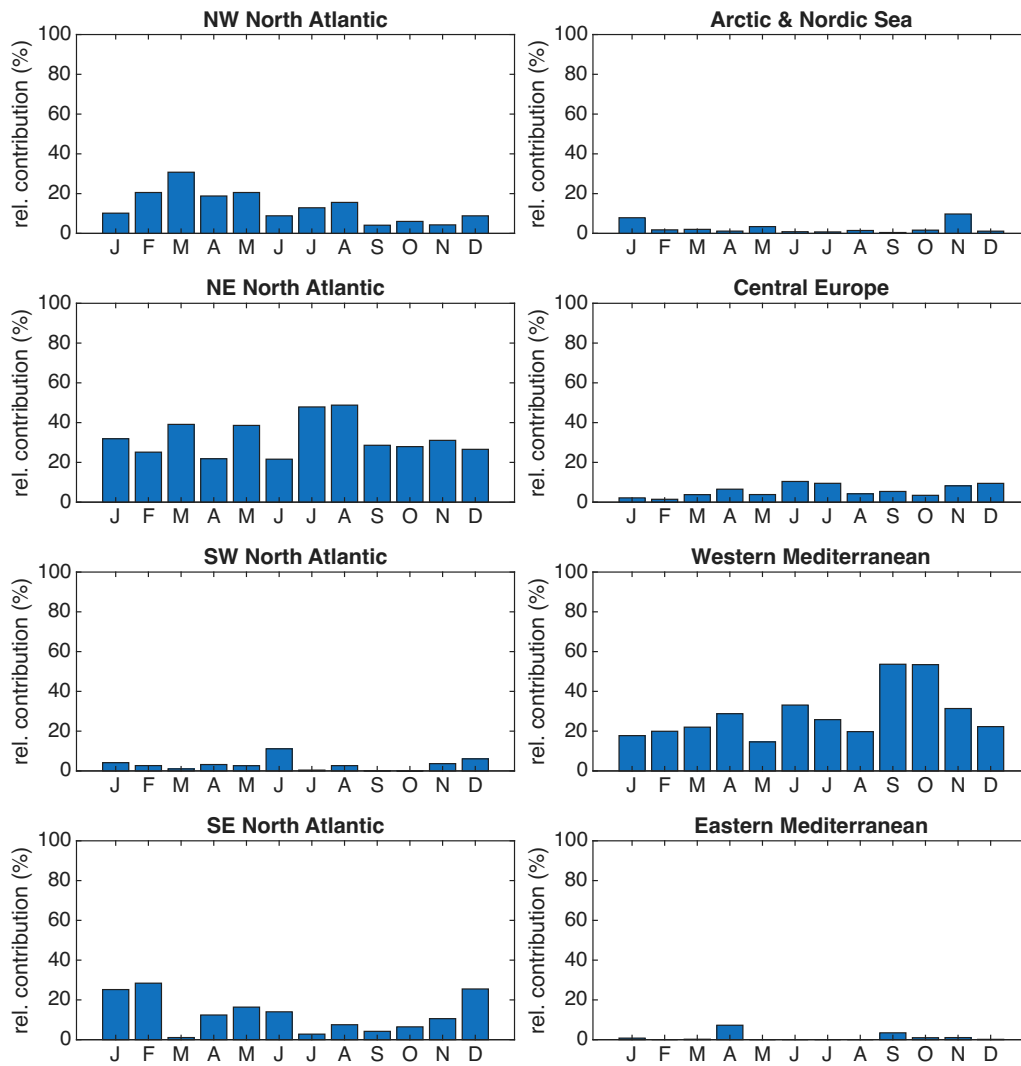 NW North Atlantic
100
80
60
40
20
0
rel. contribution (%)
J F M A M J J A S O N D
Arctic & Nordic Sea
100
80
60
40
20
0
rel. contribution (%)
J F M A M J J A S O N D
NE North Atlantic
100
80
60
40
20
0
rel. contribution (%)
J F M A M J J A S O N D
Central Europe
100
80
60
40
20
0
rel. contribution (%)
J F M A M J J A S O N D
SW North Atlantic
100
80
60
40
20
0
rel. contribution (%)
J F M A M J J A S O N D
Western Mediterranean
100
80
60
40
20
0
rel. contribution (%)
J F M A M J J A S O N D
SE North Atlantic
100
80
60
40
20
0
rel. contribution (%)
J F M A M J J A S O N D
Eastern Mediterranean
100
80
60
40
20
0
rel. contribution (%)
J F M A M J J A S O N D